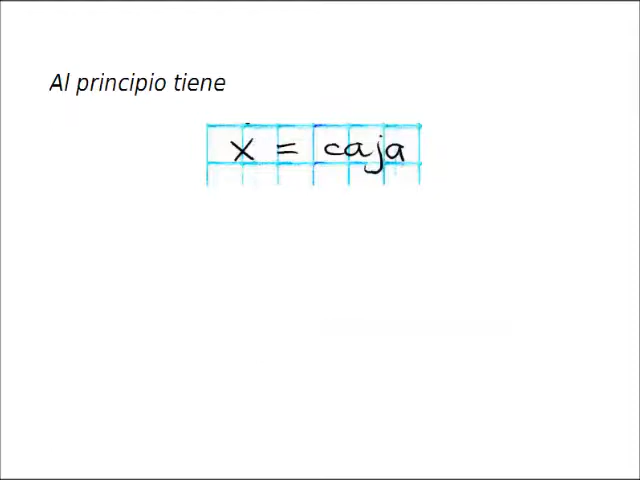 Al principio tiene
x = caja